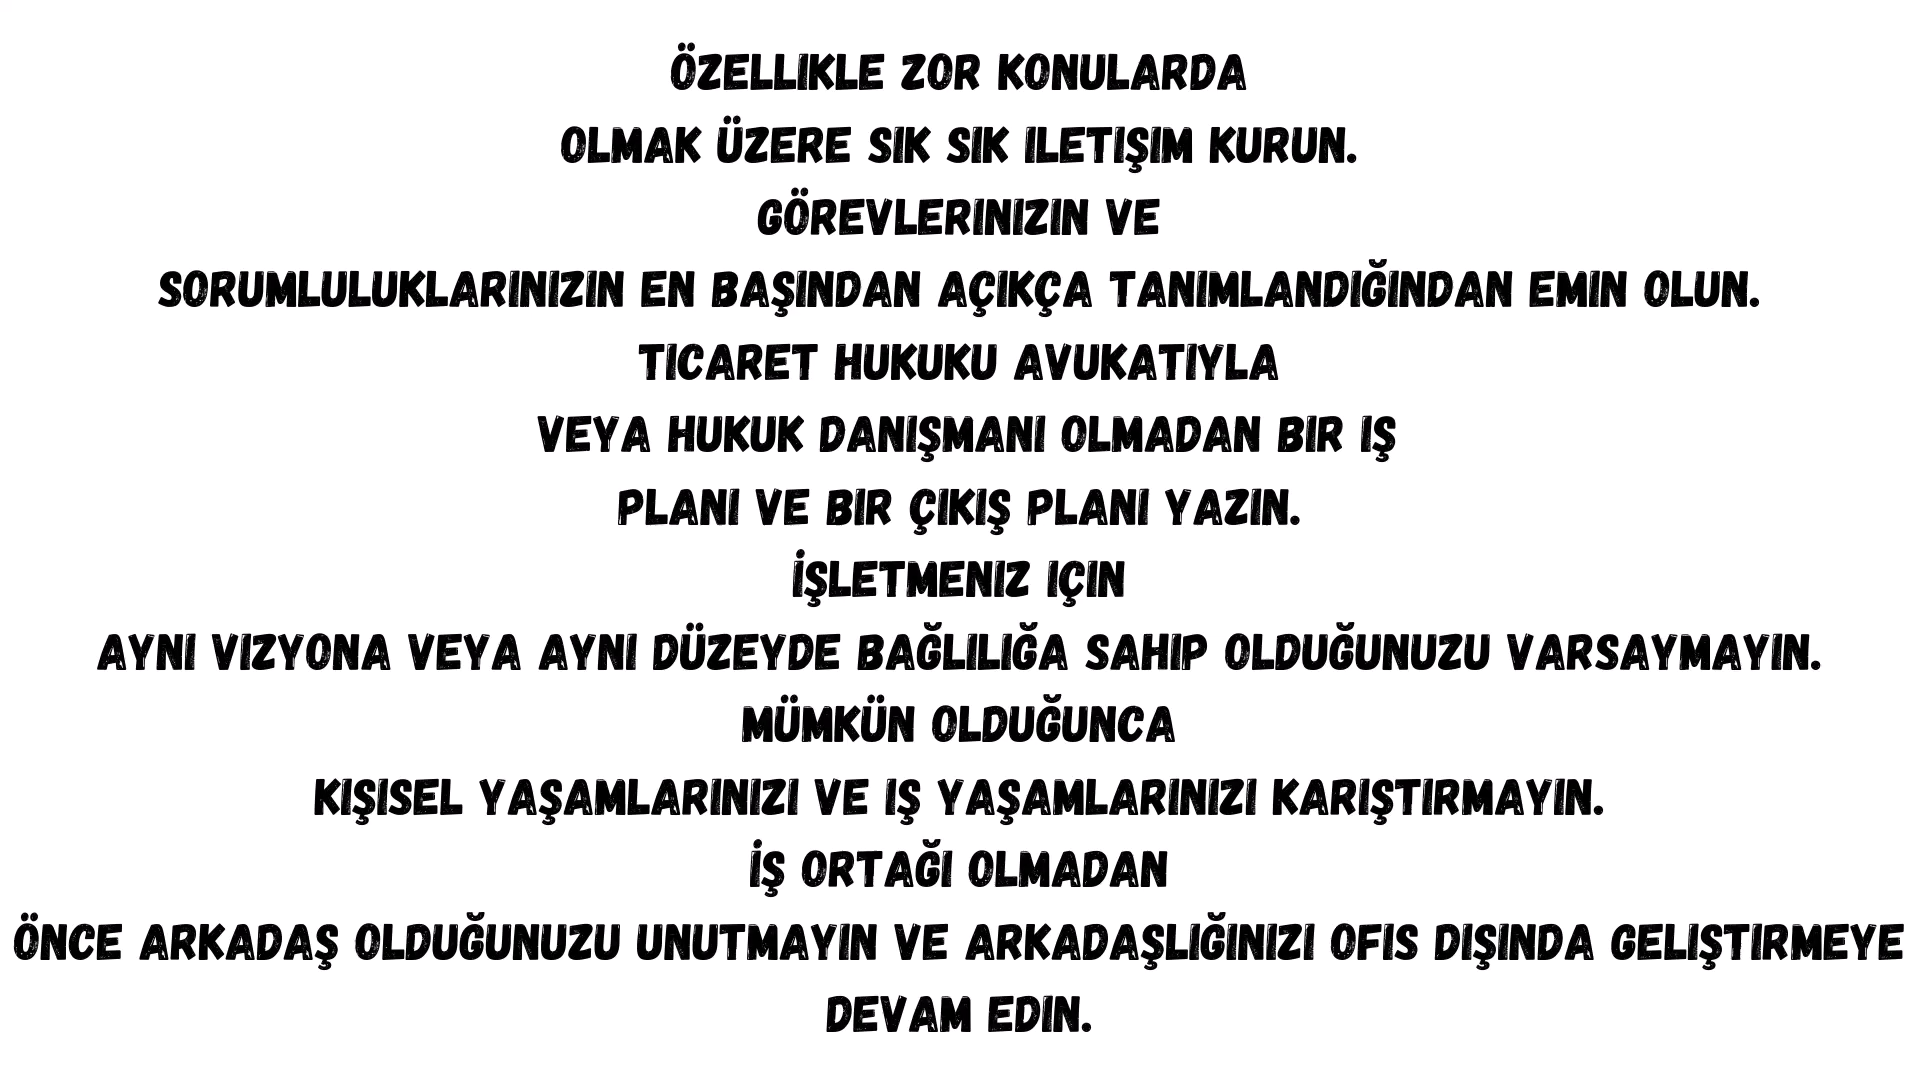 ÖZELLIKLE ZOR KONULARDA
OLMAK ÜZERE SIK SIK ILETIŞIM KURUN.
GÖREVLERINIZIN VE
SORUMLULUKLARINIZIN EN BAŞINDAN AÇIKÇA TANIMLANDIĞINDAN EMIN OLUN.
TICARET HUKUKU AVUKATIYLA
VEYA HUKUK DANIŞMANI OLMADAN BIR IŞ
PLANI VE BIR ÇIKIŞ PLANI YAZIN.
İŞLETMENIZ IÇIN
AYNI VIZYONA VEYA AYNI DÜZEYDE BAĞLILIĞA SAHIP OLDUĞUNUZU VARSAYMAYIN.
MÜMKÜN OLDUĞUNCA
KIŞISEL YAŞAMLARINIZI VE IŞ YAŞAMLARINIZI KARIŞTIRMAYIN.
İŞ ORTAĞI OLMADAN
ÖNCE ARKADAŞ OLDUĞUNUZU UNUTMAYIN VE ARKADAŞLIĞINIZI OFIS DIŞINDA GELIŞTIRMEYE
DEVAM EDIN.